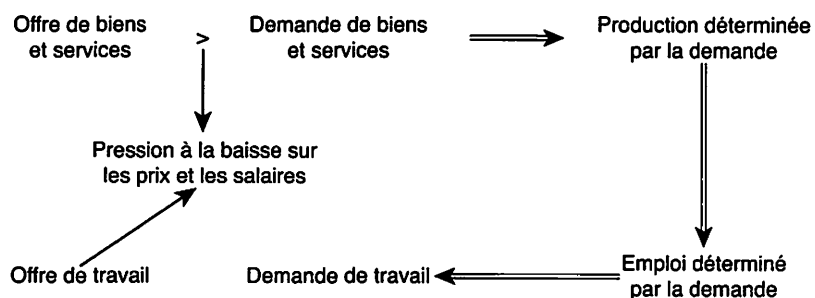 Offre de biens
et services
>
Demande de biens
et services
Production déterminée
par la demande
Pression à la baisse sur
les prix et les salaires
Offre de travail
Demande de travail
Emploi déterminé
par la demande